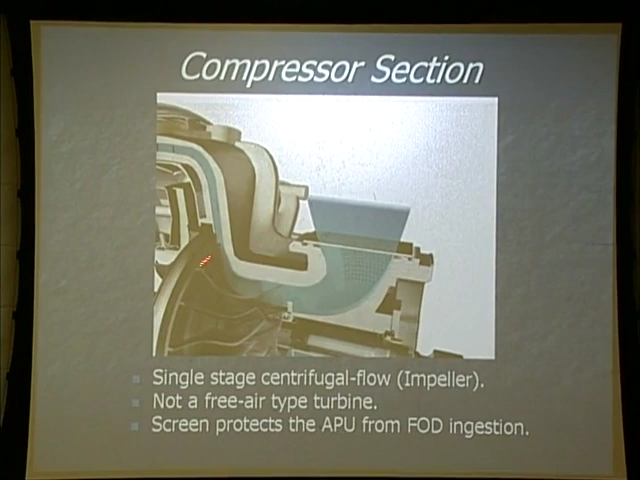 Compressor Section
Single stage centrifugal-flow (Impeller).
Not a free-air type turbine.
Screen protects the APU from FOD ingestion.